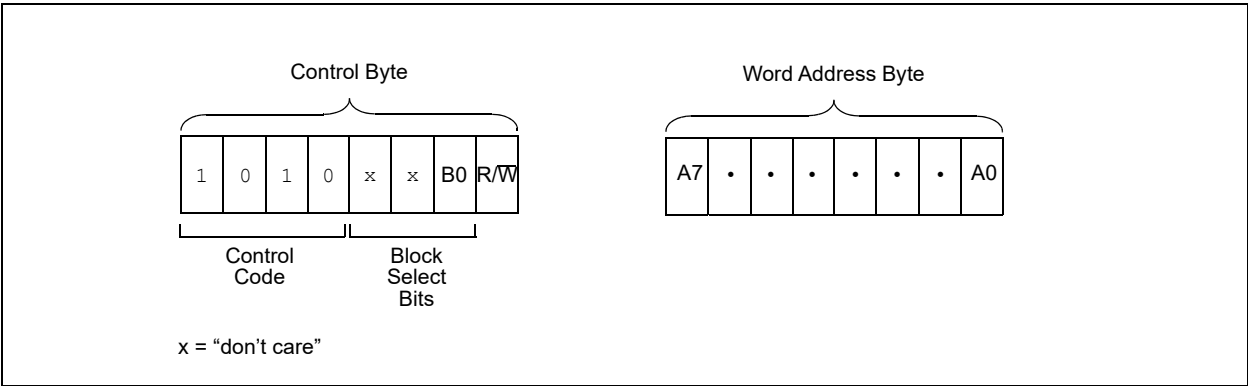 Control Byte
Word Address Byte
1 0 1 0 x x B0 R/W̅
A7 • • • • • • A0
Control
Code
Block
Select
Bits
x = “don’t care”